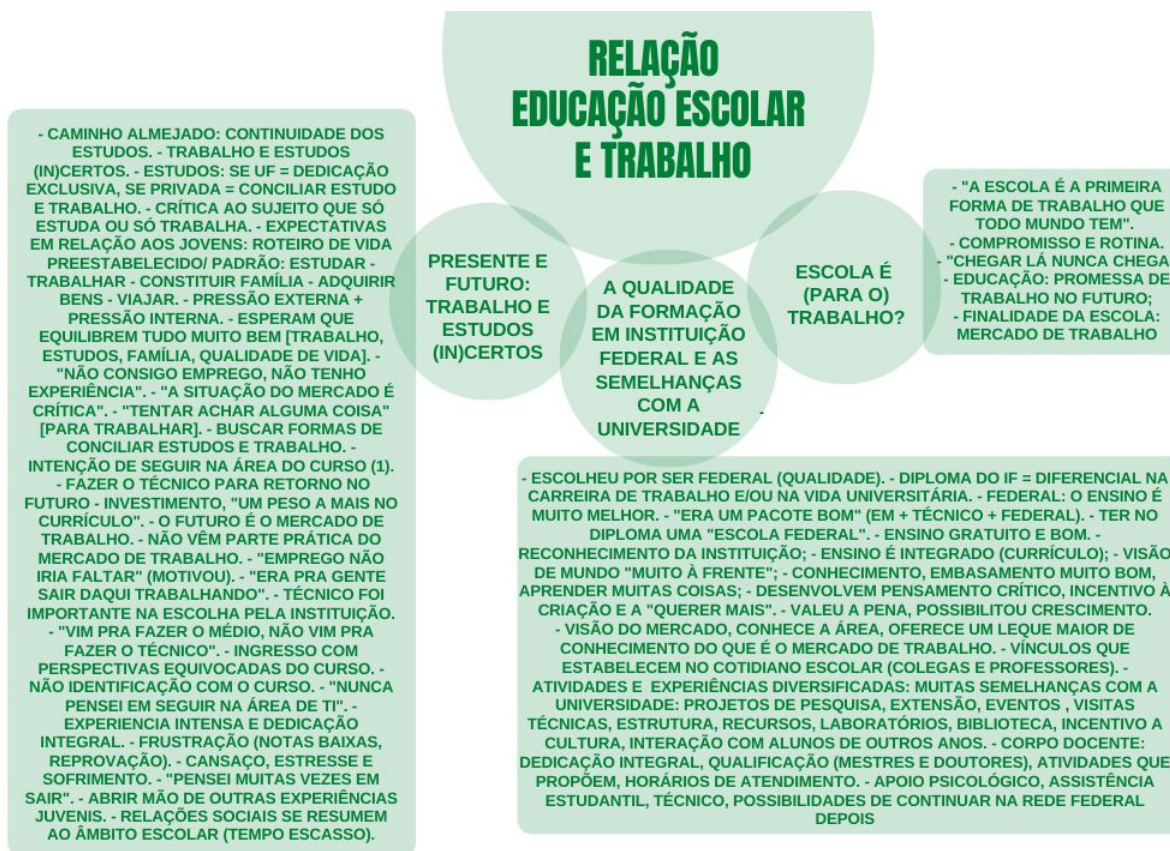 RELAÇÃO
EDUCAÇÃO ESCOLAR
E TRABALHO
- CAMINHO ALMEJADO: CONTINUIDADE DOS
ESTUDOS. - TRABALHO E ESTUDOS
(IN)CERTOS. - ESTUDOS: SE UF = DEDICAÇÃO
EXCLUSIVA, SE PRIVADA = CONCILIAR ESTUDO
E TRABALHO. - CRÍTICA AO SUJEITO QUE SÓ
ESTUDA OU SÓ TRABALHA. - EXPECTATIVAS
EM RELAÇÃO AOS JOVENS: ROTEIRO DE VIDA
PREESTABELECIDO/ PADRÃO: ESTUDAR -
TRABALHAR - CONSTITUIR FAMÍLIA - ADQUIRIR
BENS - VIAJAR. - PRESSÃO EXTERNA +
PRESSÃO INTERNA. - ESPERAM QUE
EQUILIBREM TUDO MUITO BEM [TRABALHO,
ESTUDOS, FAMÍLIA, QUALIDADE DE VIDA]. -
"NÃO CONSIGO EMPREGO, NÃO TENHO
EXPERIÊNCIA". - "A SITUAÇÃO DO MERCADO É
CRÍTICA". - "TENTAR ACHAR ALGUMA COISA"
[PARA TRABALHAR]. - BUSCAR FORMAS DE
CONCILIAR ESTUDOS E TRABALHO. -
INTENÇÃO DE SEGUIR NA ÁREA DO CURSO (1).
- FAZER O TÉCNICO PARA RETORNO NO
FUTURO - INVESTIMENTO, "UM PESO A MAIS NO
CURRÍCULO". - O FUTURO É O MERCADO DE
TRABALHO. - NÃO VÊM PARTE PRÁTICA DO
MERCADO DE TRABALHO. - "EMPREGO NÃO
IRIA FALTAR" (MOTIVOU). - "ERA PRA GENTE
SAIR DAQUI TRABALHANDO". - TÉCNICO FOI
IMPORTANTE NA ESCOLHA PELA INSTITUIÇÃO.
- "VIM PRA FAZER O MÉDIO, NÃO VIM PRA
FAZER O TÉCNICO". - INGRESSO COM
PERSPECTIVAS EQUIVOCADAS DO CURSO. -
NÃO IDENTIFICAÇÃO COM O CURSO. - "NUNCA
PENSEI EM SEGUIR NA ÁREA DE TI". -
EXPERIENCIA INTENSA E DEDICAÇÃO
INTEGRAL. - FRUSTRAÇÃO (NOTAS BAIXAS,
REPROVAÇÃO). - CANSAÇO, ESTRESSE E
SOFRIMENTO. - "PENSEI MUITAS VEZES EM
SAIR". - ABRIR MÃO DE OUTRAS EXPERIÊNCIAS
JUVENIS. - RELAÇÕES SOCIAIS SE RESUMEM
AO ÂMBITO ESCOLAR (TEMPO ESCASSO).
PRESENTE E
FUTURO:
TRABALHO E
ESTUDOS
(IN)CERTOS
A QUALIDADE
DA FORMAÇÃO
EM INSTITUIÇÃO
FEDERAL E AS
SEMELHANÇAS
COM A
UNIVERSIDADE
ESCOLA É
(PARA O)
TRABALHO?
- "A ESCOLA É A PRIMEIRA
FORMA DE TRABALHO QUE
TODO MUNDO TEM".
- COMPROMISSO E ROTINA.
- "CHEGAR LÁ NUNCA CHEGA
- EDUCAÇÃO: PROMESSA DE
TRABALHO NO FUTURO;
- FINALIDADE DA ESCOLA:
MERCADO DE TRABALHO
- ESCOLHEU POR SER FEDERAL (QUALIDADE). - DIPLOMA DO IF = DIFERENCIAL NA
CARREIRA DE TRABALHO E/OU NA VIDA UNIVERSITÁRIA. - FEDERAL: O ENSINO É
MUITO MELHOR. - "ERA UM PACOTE BOM" (EM + TÉCNICO + FEDERAL). - TER NO
DIPLOMA UMA "ESCOLA FEDERAL". - ENSINO GRATUITO E BOM. -
RECONHECIMENTO DA INSTITUIÇÃO; - ENSINO É INTEGRADO (CURRÍCULO); - VISÃO
DE MUNDO "MUITO À FRENTE"; - CONHECIMENTO, EMBASAMENTO MUITO BOM,
APRENDER MUITAS COISAS; - DESENVOLVEM PENSAMENTO CRÍTICO, INCENTIVO À
CRIAÇÃO E A "QUERER MAIS". - VALEU A PENA, POSSIBILITOU CRESCIMENTO.
- VISÃO DO MERCADO, CONHECE A ÁREA, OFERECE UM LEQUE MAIOR DE
CONHECIMENTO DO QUE É O MERCADO DE TRABALHO. - VÍNCULOS QUE
ESTABELECEM NO COTIDIANO ESCOLAR (COLEGAS E PROFESSORES). -
ATIVIDADES E EXPERIÊNCIAS DIVERSIFICADAS: MUITAS SEMELHANÇAS COM A
UNIVERSIDADE: PROJETOS DE PESQUISA, EXTENSÃO, EVENTOS , VISITAS
TÉCNICAS, ESTRUTURA, RECURSOS, LABORATÓRIOS, BIBLIOTECA, INCENTIVO A
CULTURA, INTERAÇÃO COM ALUNOS DE OUTROS ANOS. - CORPO DOCENTE:
DEDICAÇÃO INTEGRAL, QUALIFICAÇÃO (MESTRES E DOUTORES), ATIVIDADES QUE
PROPÕEM, HORÁRIOS DE ATENDIMENTO. - APOIO PSICOLÓGICO, ASSISTÊNCIA
ESTUDANTIL, TÉCNICO, POSSIBILIDADES DE CONTINUAR NA REDE FEDERAL
DEPOIS